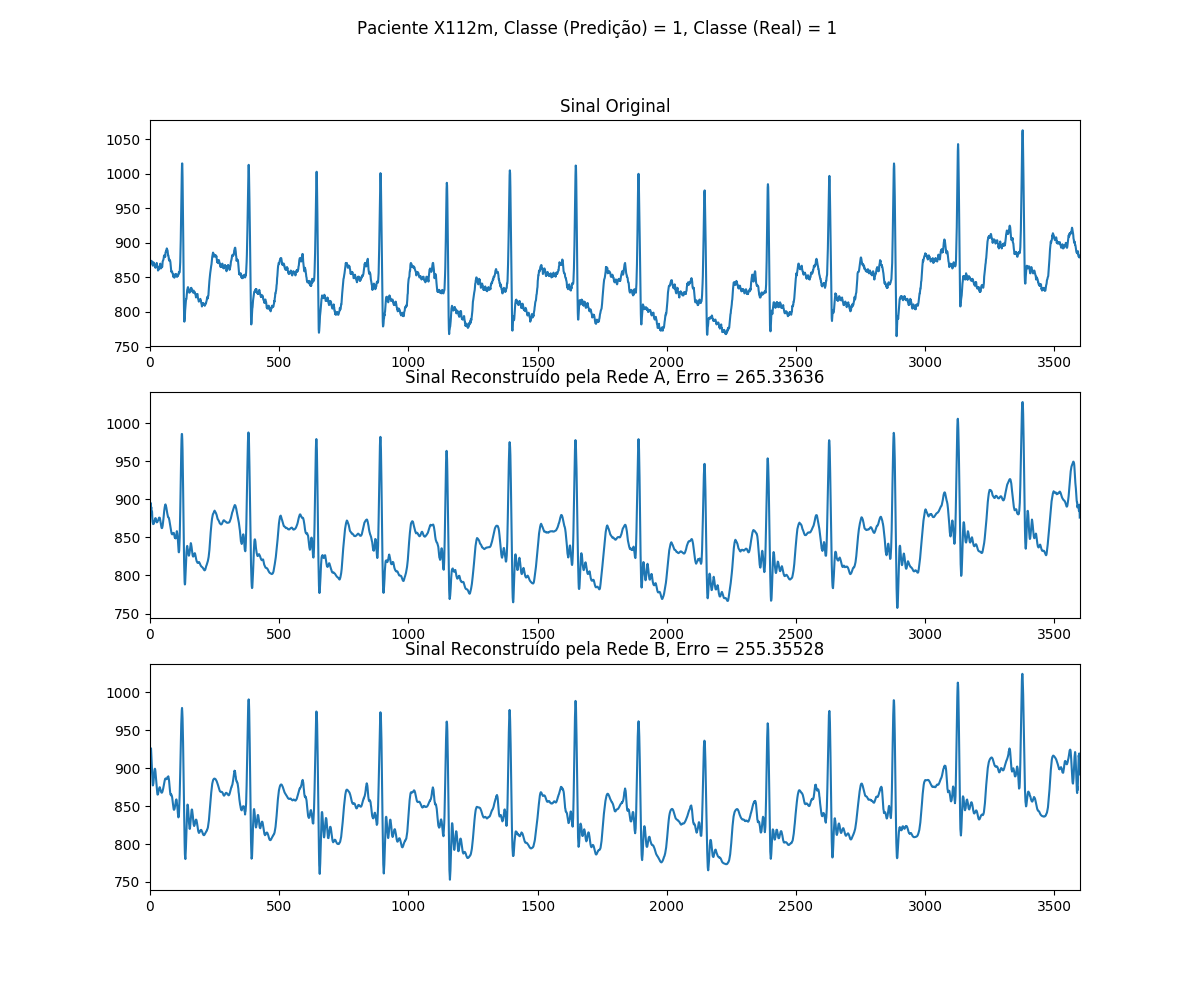 Paciente X112m, Classe (Predição) = 1, Classe (Real) = 1
Sinal Original
1050
1000
950
900
850
800
750
0 500 1000 1500 2000 2500 3000 3500
Sinal Reconstruído pela Rede A, Erro = 265.33636
1000
950
900
850
800
750
0 500 1000 1500 2000 2500 3000 3500
Sinal Reconstruído pela Rede B, Erro = 255.35528
1000
950
900
850
800
750
0 500 1000 1500 2000 2500 3000 3500